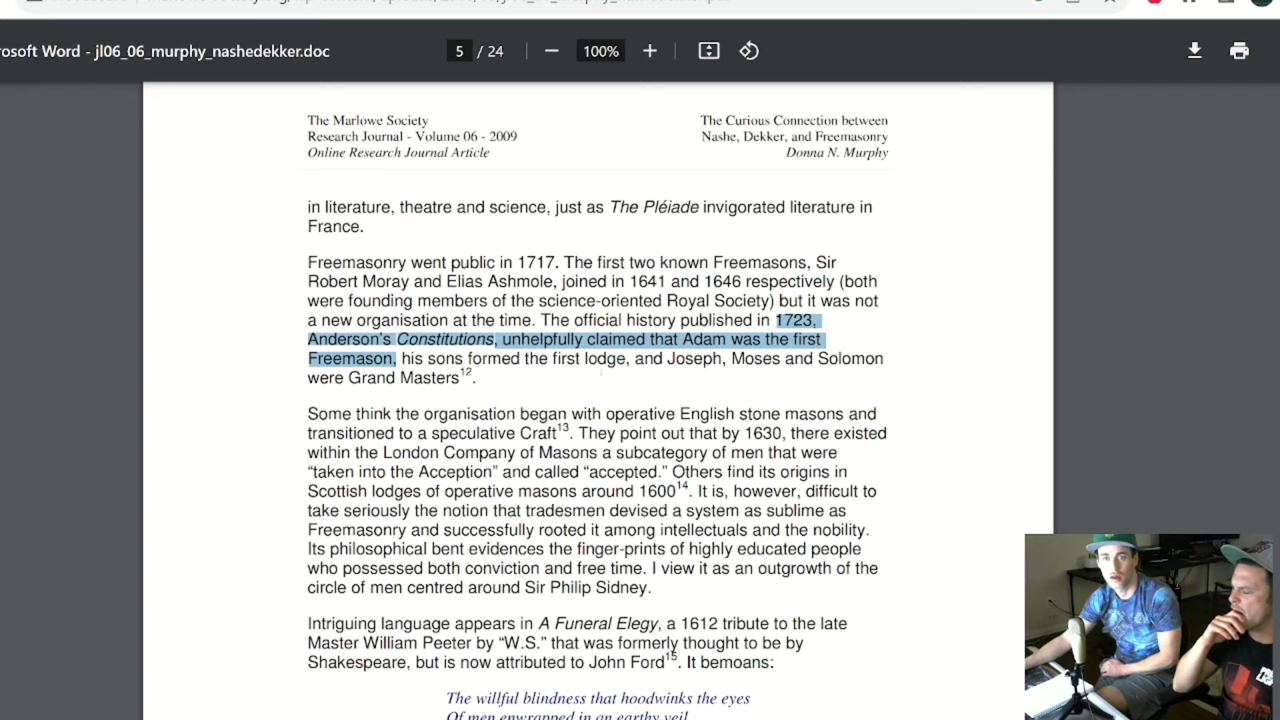 rosoft Word - jl06_06_murphy_nashedekker.doc
5 / 24
100%
The Marlowe Society
Research Journal - Volume 06 - 2009
Online Research Journal Article
The Curious Connection between
Nashe, Dekker, and Freemasonry
Donna N. Murphy
in literature, theatre and science, just as The Pléiade invigorated literature in
France.
Freemasonry went public in 1717. The first two known Freemasons, Sir
Robert Moray and Elias Ashmole, joined in 1641 and 1646 respectively (both
were founding members of the science-oriented Royal Society) but it was not
a new organisation at the time. The official history published in 1723,
Anderson's Constitutions, unhelpfully claimed that Adam was the first
Freemason, his sons formed the first lodge, and Joseph, Moses and Solomon
were Grand Masters12.
Some think the organisation began with operative English stone masons and
transitioned to a speculative Craft13. They point out that by 1630, there existed
within the London Company of Masons a subcategory of men that were
“taken into the Acception” and called “accepted.” Others find its origins in
Scottish lodges of operative masons around 160014. It is, however, difficult to
take seriously the notion that tradesmen devised a system as sublime as
Freemasonry and successfully rooted it among intellectuals and the nobility.
Its philosophical bent evidences the finger-prints of highly educated people
who possessed both conviction and free time. I view it as an outgrowth of the
circle of men centred around Sir Philip Sidney.
Intriguing language appears in A Funeral Elegy, a 1612 tribute to the late
Master William Peeter by “W.S.” that was formerly thought to be by
Shakespeare, but is now attributed to John Ford15. It bemoans:
The willful blindness that hoodwinks the eyes
Of men enwrapped in an earthy veil